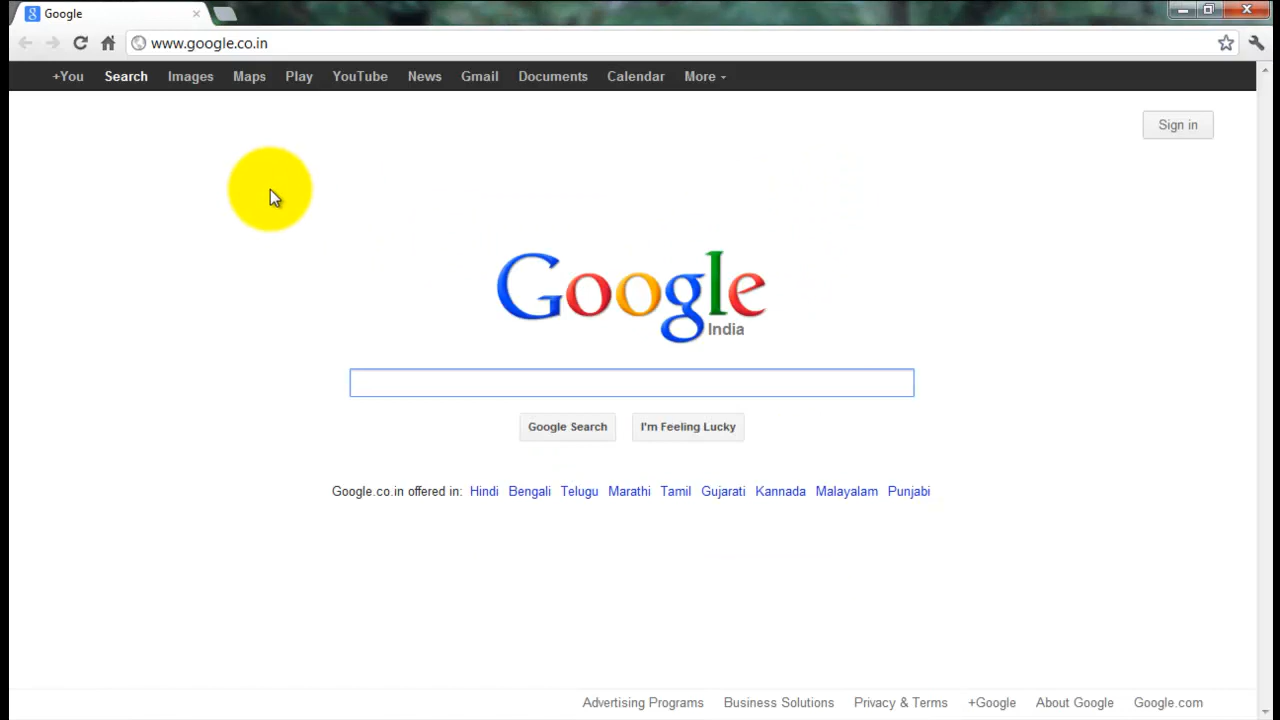 Google
www.google.co.in
+You Search Images Maps Play YouTube News Gmail Documents Calendar More
Sign in
Google
India
Google Search I'm Feeling Lucky
Google.co.in offered in: Hindi Bengali Telugu Marathi Tamil Gujarati Kannada Malayalam Punjabi
Advertising Programs Business Solutions Privacy & Terms +Google About Google Google.com